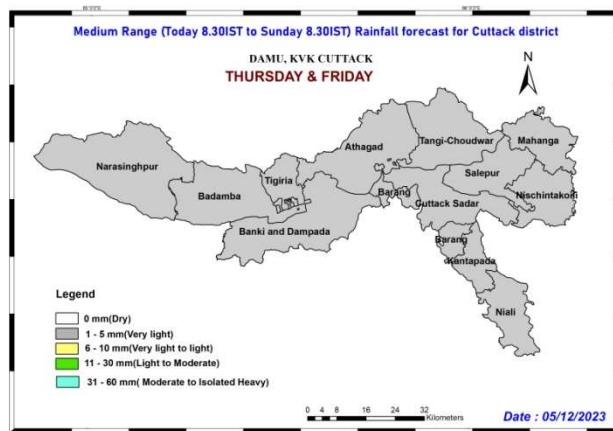 Medium Range (Today 8.30IST to Sunday 8.30IST) Rainfall forecast for Cuttack district
DAMU, KVK CUTTACK
THURSDAY & FRIDAY
N
Athagad
Tangi-Choudwar
Mahanga
Narasinghpur
Tigiria
Salepur
Badamba
Barang
Nischintakoili
Cuttack Sadar
Banki and Dampada
Barang
Kantapada
Niali
Legend
0 mm(Dry)
1 - 5 mm(Very light)
6 - 10 mm(Very light to light)
11 - 30 mm(Light to Moderate)
31 - 60 mm( Moderate to Isolated Heavy)
0 4 8 16 24 32
Kilometers
Date : 05/12/2023